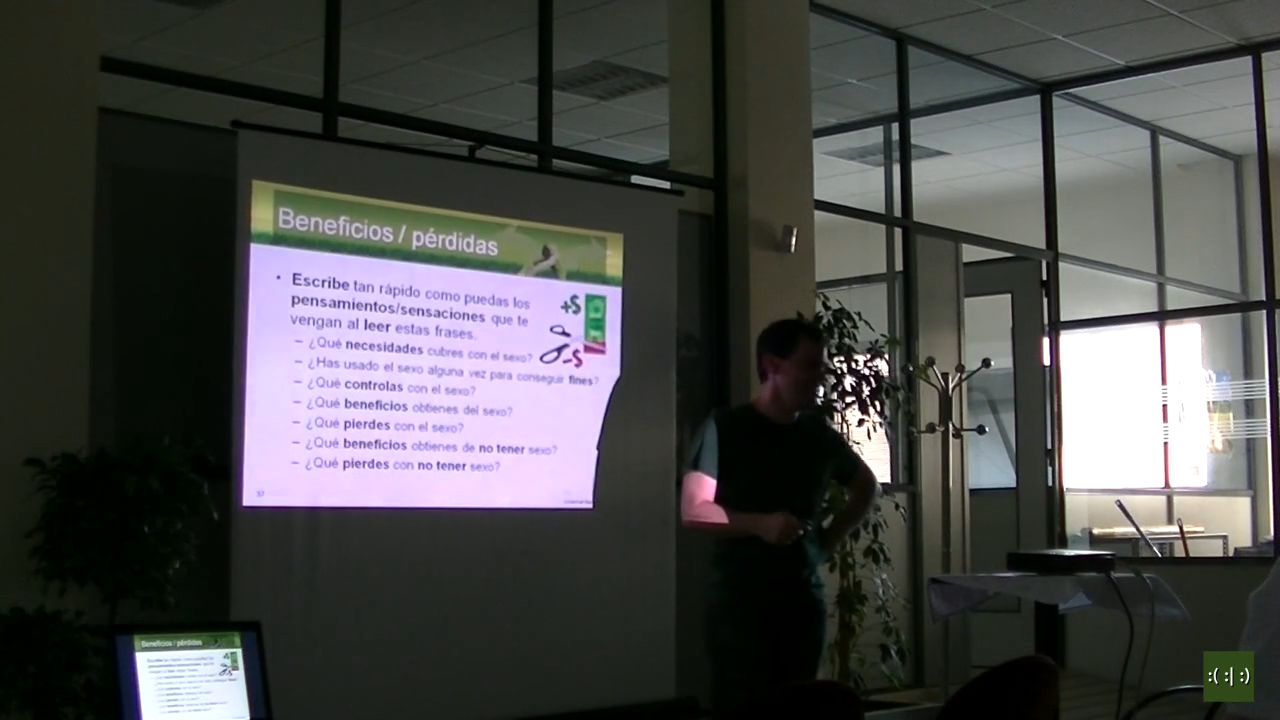 Beneficios / pérdidas
• Escribe tan rápido como puedas los
pensamientos/sensaciones que te
vengan al leer estas frases.
– ¿Qué necesidades cubres con el sexo?
– ¿Has usado el sexo alguna vez para conseguir fines?
– ¿Qué controlas con el sexo?
– ¿Qué beneficios obtienes del sexo?
– ¿Qué pierdes con el sexo?
– ¿Qué beneficios obtienes de no tener sexo?
– ¿Qué pierdes con no tener sexo?
+$
-$
57
Beneficios / pérdidas
:( :| :)